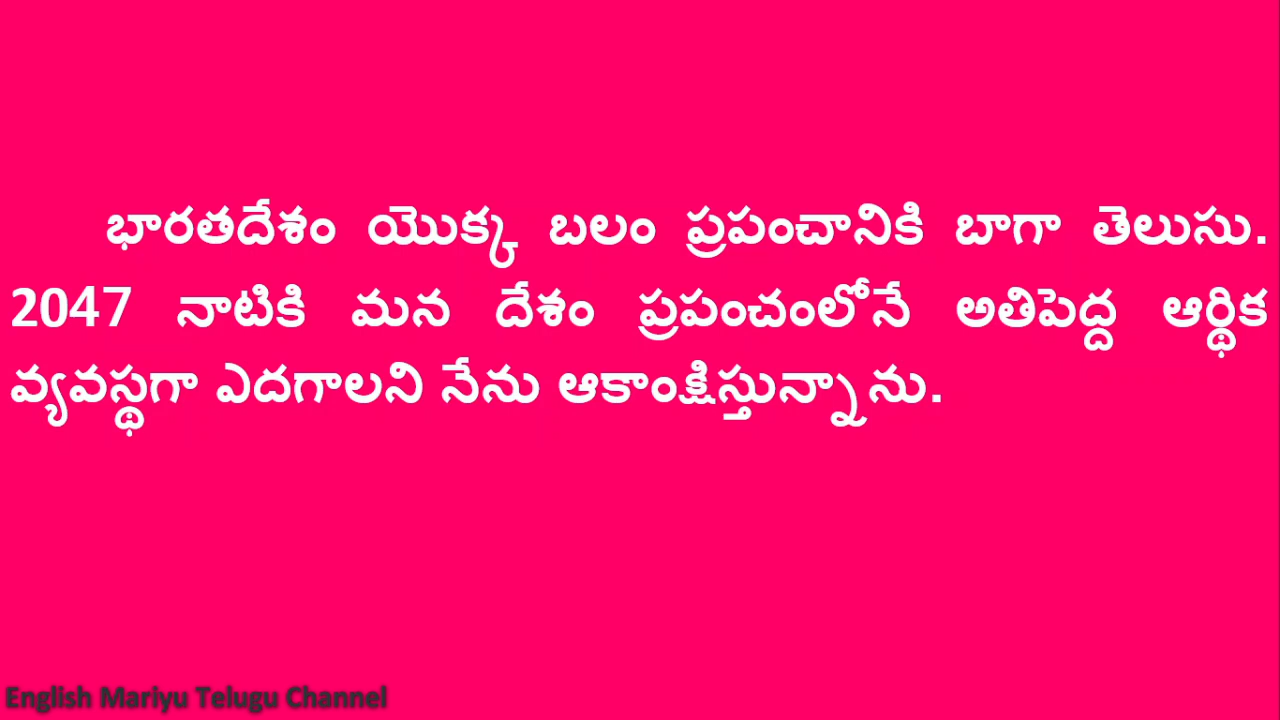 భారతదేశం యొక్క బలం ప్రపంచానికి బాగా తెలుసు.
2047 నాటికి మన దేశం ప్రపంచంలోనే అతిపెద్ద ఆర్థిక
వ్యవస్థగా ఎదగాలని నేను ఆకాంక్షిస్తున్నాను.
English Mariyu Telugu Channel